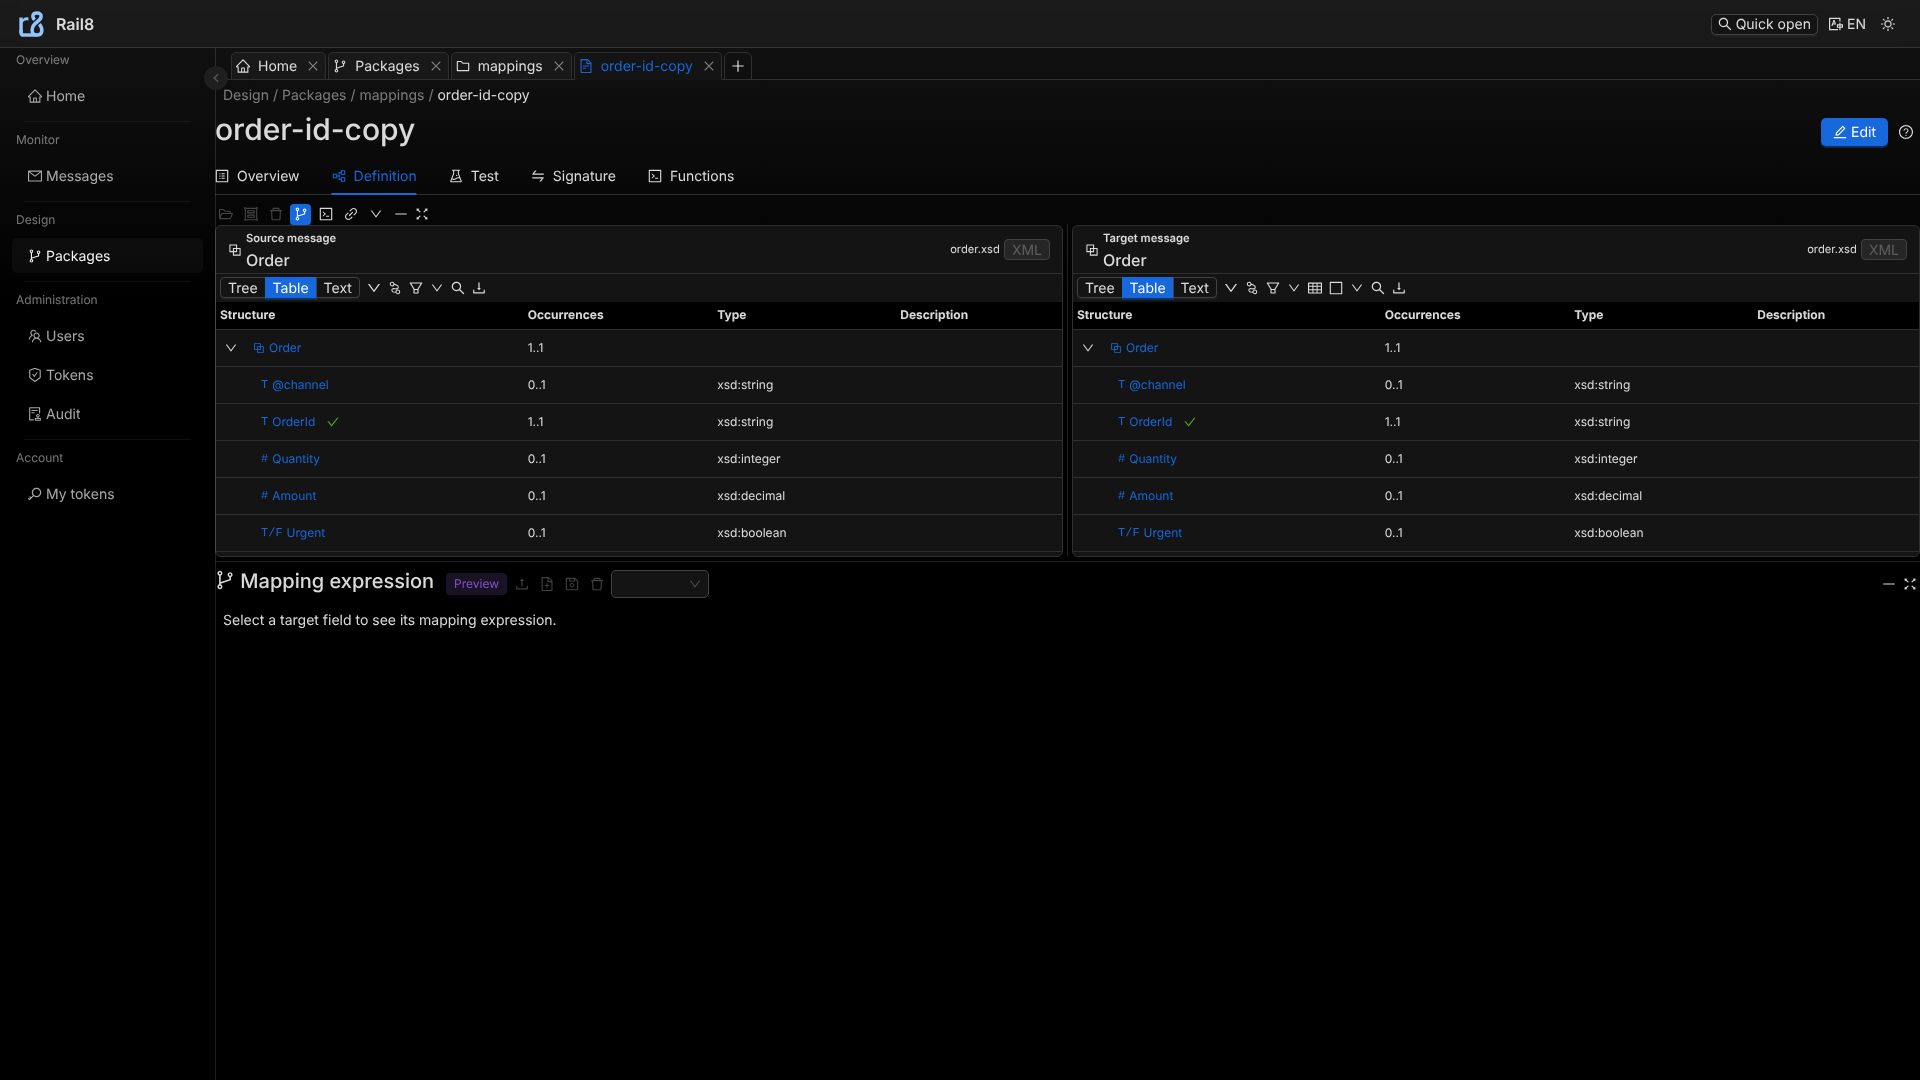 Rail8
Quick open
EN
Overview
Home
Monitor
Messages
Design
Packages
Administration
Users
Tokens
Audit
Account
My tokens
Home
Packages
mappings
order-id-copy
Design / Packages / mappings / order-id-copy
order-id-copy
Edit
Overview
Definition
Test
Signature
Functions
Source message
Order
order.xsd XML
Tree Table Text
Structure Occurrences Type Description
Order 1..1
T @channel 0..1 xsd:string
T OrderId 1..1 xsd:string
# Quantity 0..1 xsd:integer
# Amount 0..1 xsd:decimal
T/F Urgent 0..1 xsd:boolean
Target message
Order
order.xsd XML
Tree Table Text
Structure Occurrences Type Description
Order 1..1
T @channel 0..1 xsd:string
T OrderId 1..1 xsd:string
# Quantity 0..1 xsd:integer
# Amount 0..1 xsd:decimal
T/F Urgent 0..1 xsd:boolean
Mapping expression Preview
Select a target field to see its mapping expression.